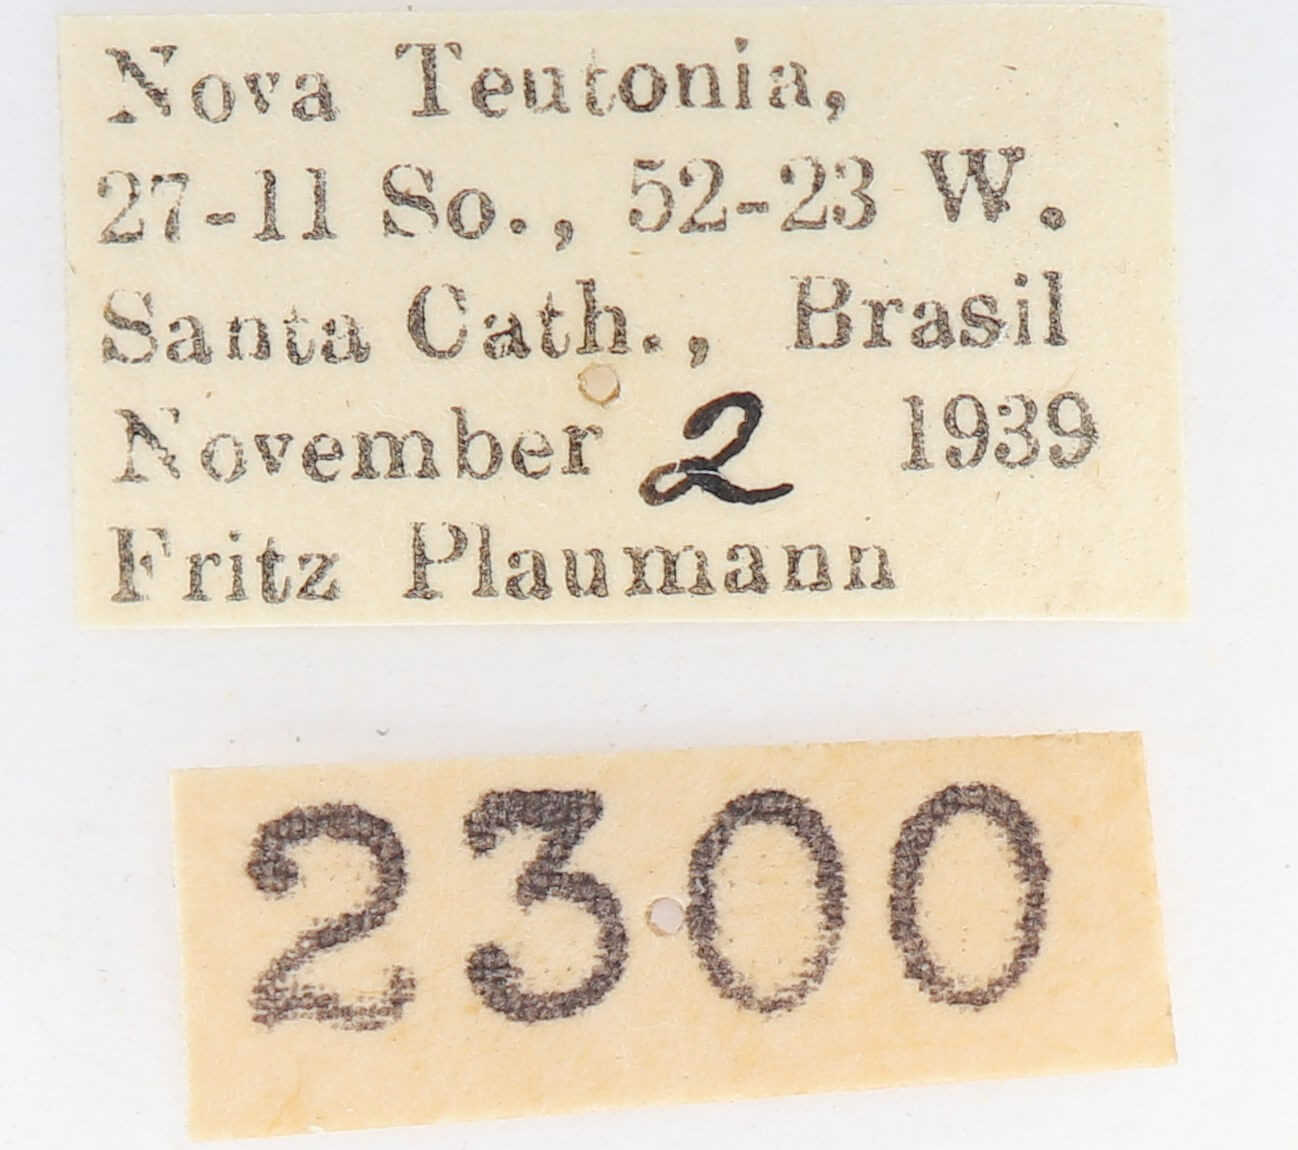 Nova Teutonia,
27-11 So., 52-23 W.
Santa Cath., Brasil
November 2 1939
Fritz Plaumann
2300